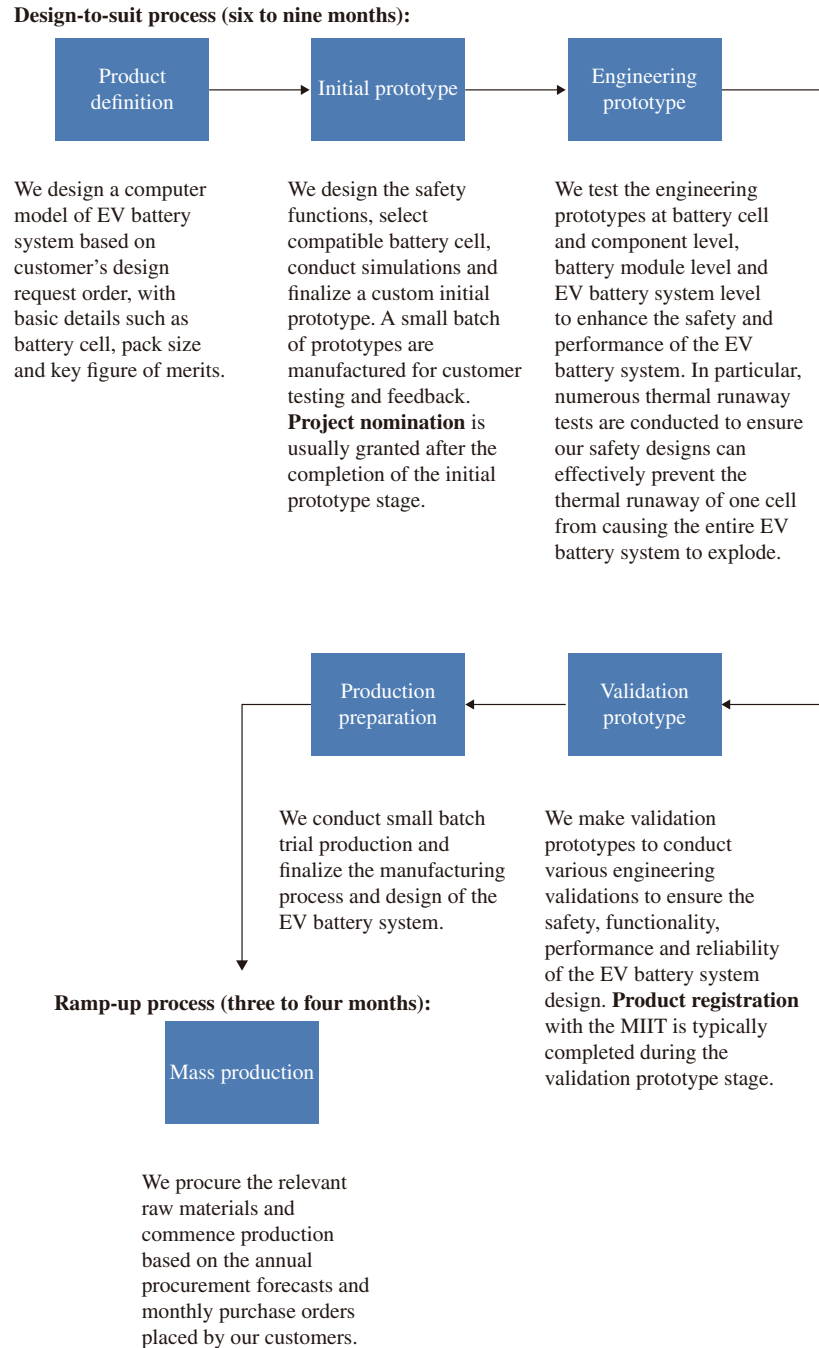 Design-to-suit process (six to nine months):
Product
definition
Initial prototype
Engineering
prototype
We design a computer
model of EV battery
system based on
customer’s design
request order, with
basic details such as
battery cell, pack size
and key figure of merits.
We design the safety
functions, select
compatible battery cell,
conduct simulations and
finalize a custom initial
prototype. A small batch
of prototypes are
manufactured for customer
testing and feedback.
Project nomination is
usually granted after the
completion of the initial
prototype stage.
We test the engineering
prototypes at battery cell
and component level,
battery module level and
EV battery system level
to enhance the safety and
performance of the EV
battery system. In particular,
numerous thermal runaway
tests are conducted to ensure
our safety designs can
effectively prevent the
thermal runaway of one cell
from causing the entire EV
battery system to explode.
Validation
prototype
We make validation
prototypes to conduct
various engineering
validations to ensure the
safety, functionality,
performance and reliability
of the EV battery system
design. Product registration
with the MIIT is typically
completed during the
validation prototype stage.
Production
preparation
We conduct small batch
trial production and
finalize the manufacturing
process and design of the
EV battery system.
Ramp-up process (three to four months):
Mass production
We procure the relevant
raw materials and
commence production
based on the annual
procurement forecasts and
monthly purchase orders
placed by our customers.